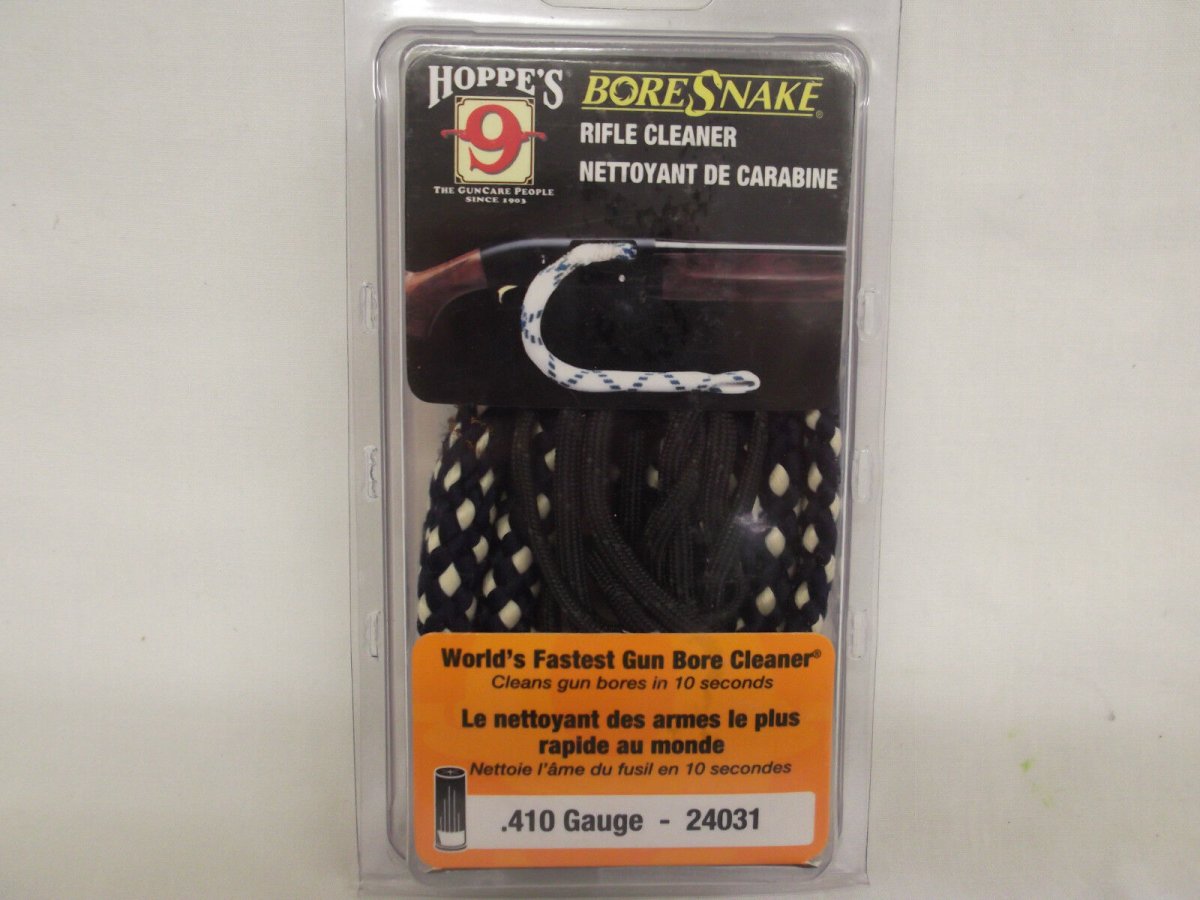 HOPPE'S
9
THE GUNCARE PEOPLE
SINCE 1903
BORESNAKE®
RIFLE CLEANER
NETTOYANT DE CARABINE
World's Fastest Gun Bore Cleaner®
Cleans gun bores in 10 seconds
Le nettoyant des armes le plus
rapide au monde
Nettoie l'âme du fusil en 10 secondes
.410 Gauge - 24031